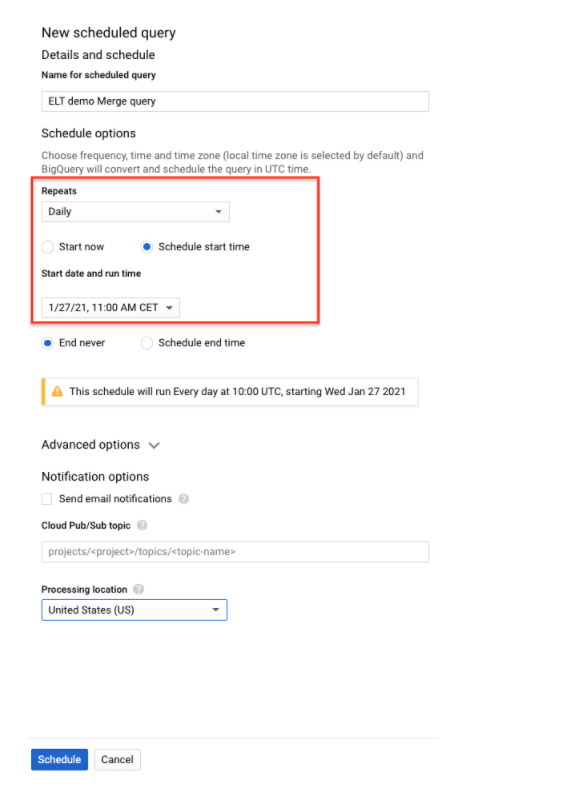 New scheduled query
Details and schedule
Name for scheduled query
ELT demo Merge query
Schedule options
Choose frequency, time and time zone (local time zone is selected by default) and
BigQuery will convert and schedule the query in UTC time.
Repeats
Daily
Start now Schedule start time
Start date and run time
1/27/21, 11:00 AM CET
End never Schedule end time
This schedule will run Every day at 10:00 UTC, starting Wed Jan 27 2021
Advanced options
Notification options
Send email notifications
Cloud Pub/Sub topic
projects/<project>/topics/<topic-name>
Processing location
United States (US)
Schedule Cancel